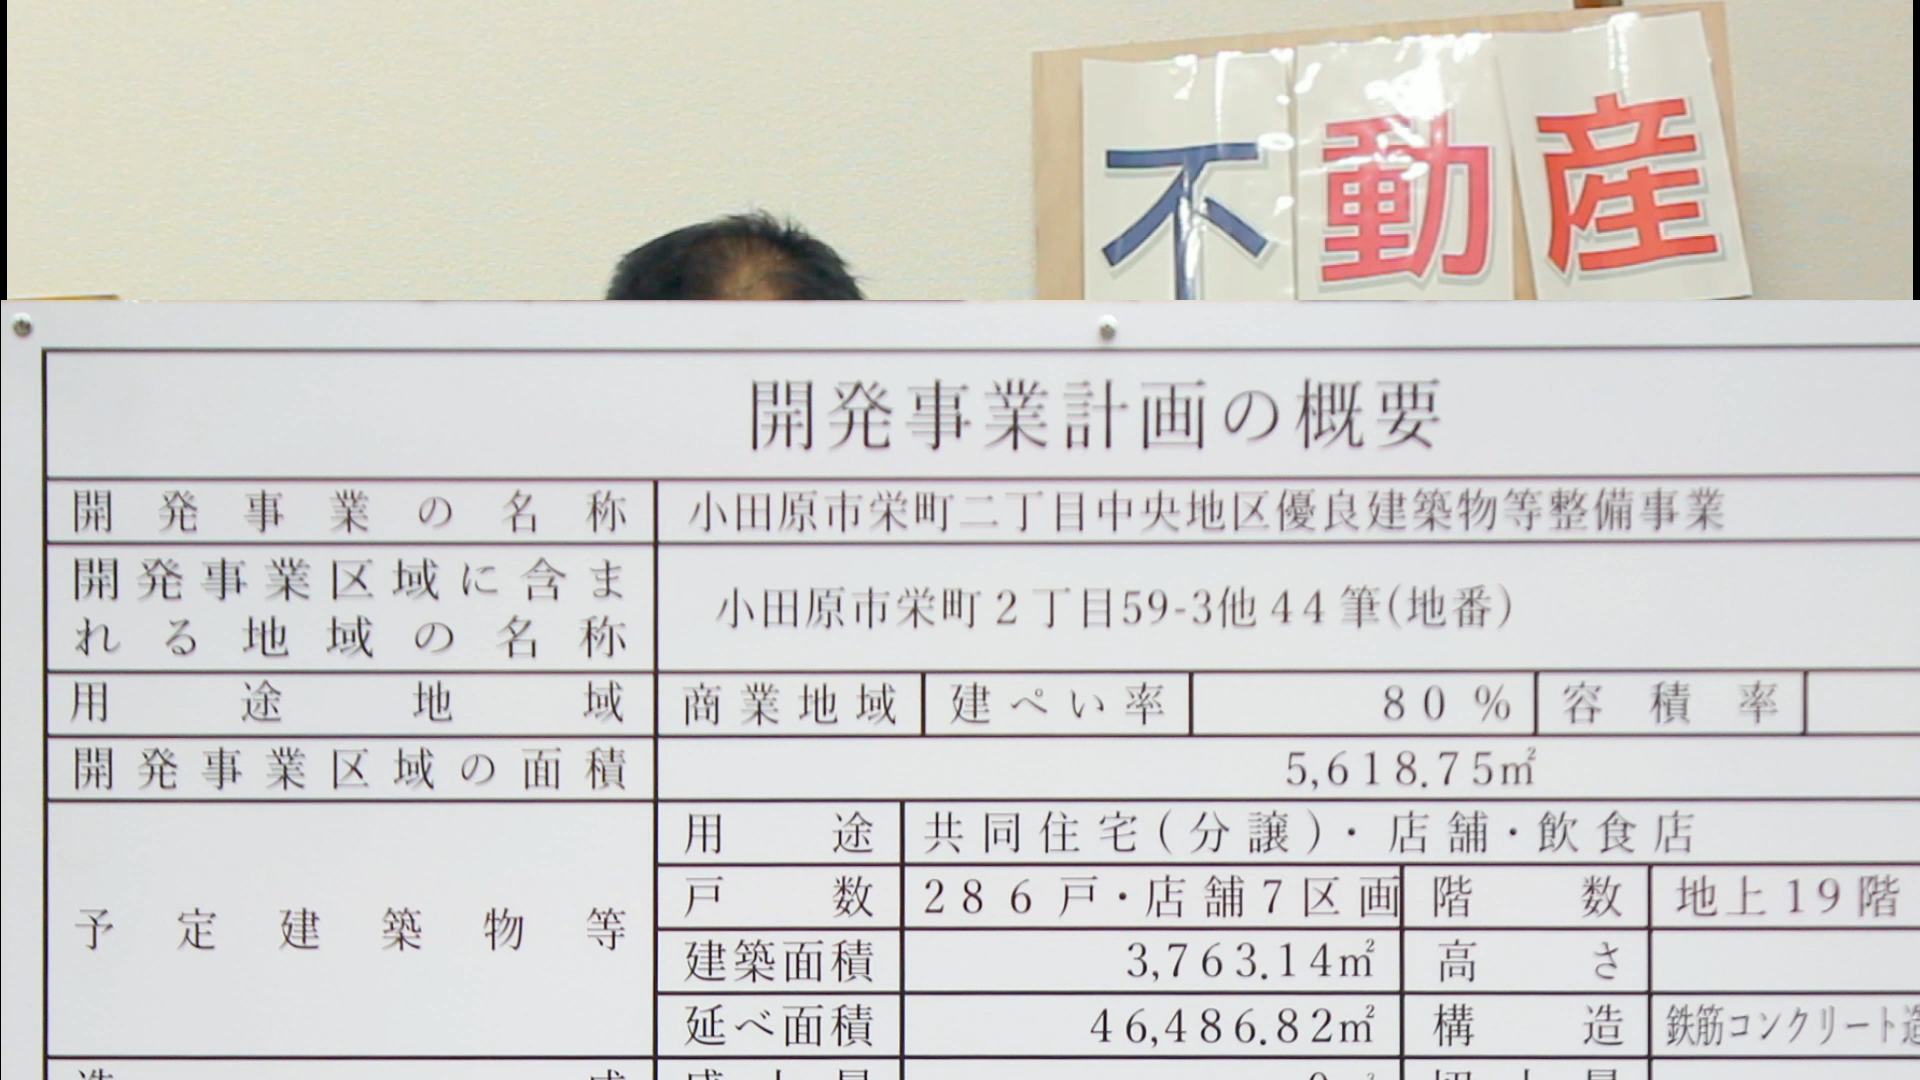 不動産
開発事業計画の概要
開発事業の名称 小田原市栄町二丁目中央地区優良建築物等整備事業
開発事業区域に含ま
れる地域の名称
小田原市栄町2丁目59-3他44筆(地番)
用途地域 商業地域 建ぺい率 80% 容積率
開発事業区域の面積 5,618.75㎡
予定建築物等
用途 共同住宅(分譲)・店舗・飲食店
戸数 286戸・店舗7区画 階数 地上19階
建築面積 3,763.14㎡ 高さ
延べ面積 46,486.82㎡ 構造 鉄筋コンクリート造